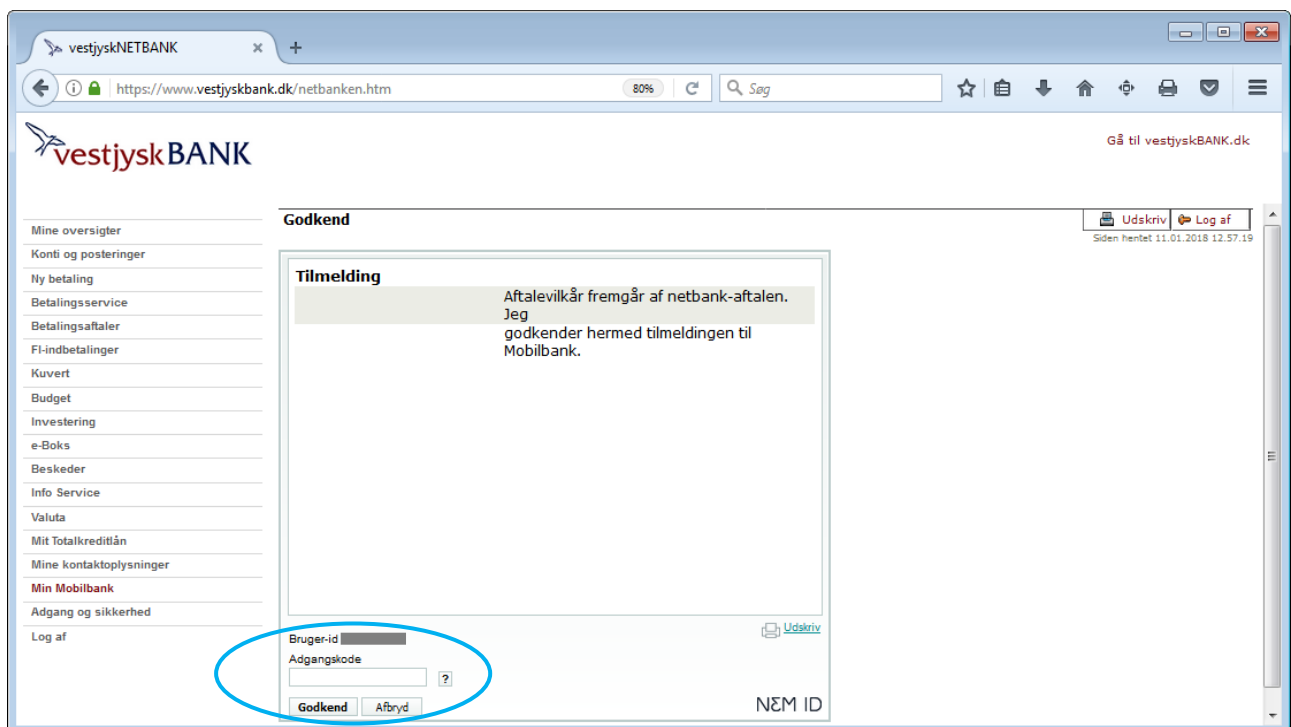 vestjyskNETBANK
https://www.vestjyskbank.dk/netbanken.htm
80%
Søg
vestjyskBANK
Gå til vestjyskBANK.dk
Godkend
Udskriv
Log af
Siden hentet 11.01.2018 12.57.19
Mine oversigter
Konti og posteringer
Ny betaling
Betalingsservice
Betalingsaftaler
FI-indbetalinger
Kuvert
Budget
Investering
e-Boks
Beskeder
Info Service
Valuta
Mit Totalkreditlån
Mine kontaktoplysninger
Min Mobilbank
Adgang og sikkerhed
Log af
Tilmelding
Aftalevilkår fremgår af netbank-aftalen.
Jeg
godkender hermed tilmeldingen til
Mobilbank.
Udskriv
Bruger-id
Adgangskode
?
Godkend
Afbryd
NEM ID